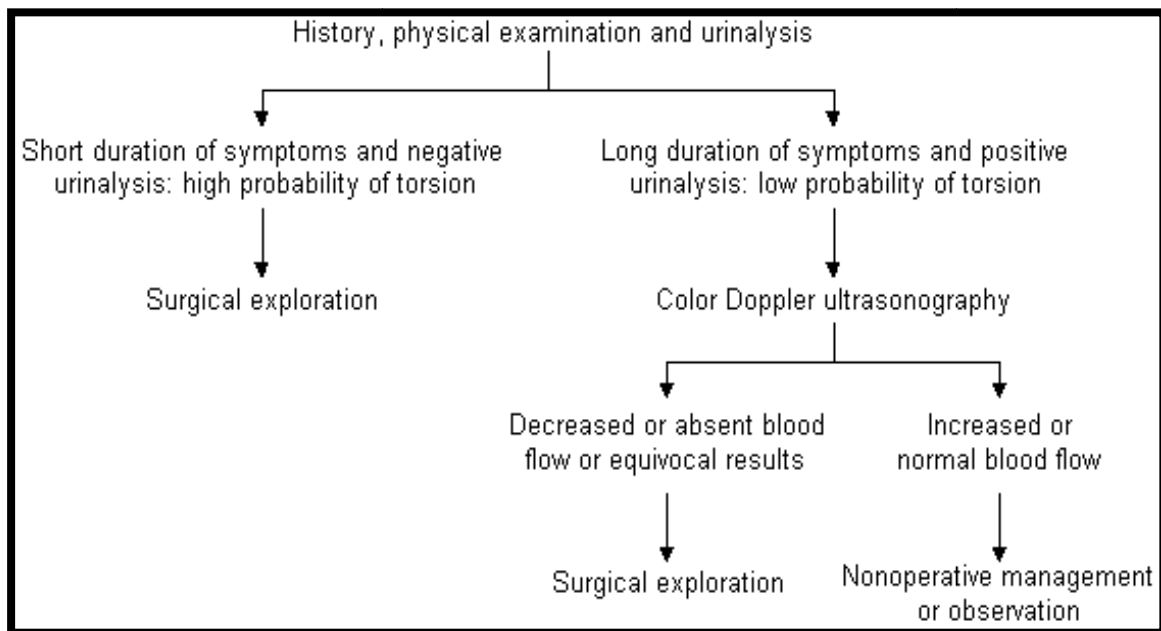 History, physical examination and urinalysis
Short duration of symptoms and negative
urinalysis: high probability of torsion
Long duration of symptoms and positive
urinalysis: low probability of torsion
Surgical exploration
Color Doppler ultrasonography
Decreased or absent blood
flow or equivocal results
Increased or
normal blood flow
Surgical exploration
Nonoperative management
or observation